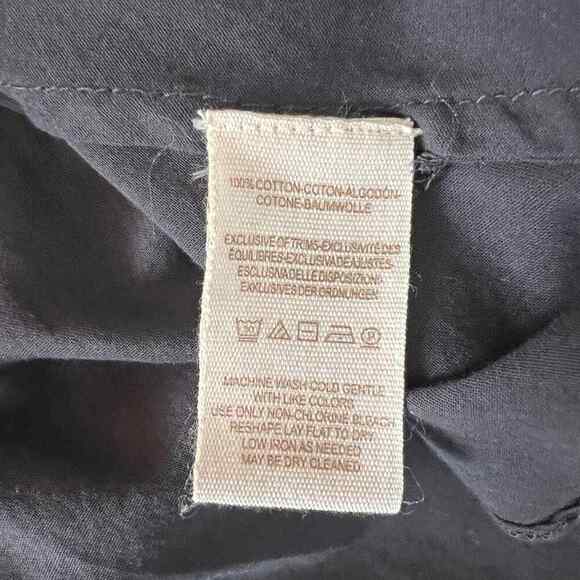 100% COTTON-COTON-ALGODÓN-
COTONE-BAUMWOLLE
EXCLUSIVE OF TRIMS-EXCLUSIVITÉ DES
ÉQUILIBRES-EXCLUSIVA DE AJUSTES-
ESCLUSIVA DELLE DISPOSIZIONI-
EXKLUSIVES DER ORDNUNGEN
30
MACHINE WASH COLD GENTLE
WITH LIKE COLORS
USE ONLY NON-CHLORINE BLEACH
RESHAPE LAY FLAT TO DRY
LOW IRON AS NEEDED
MAY BE DRY CLEANED